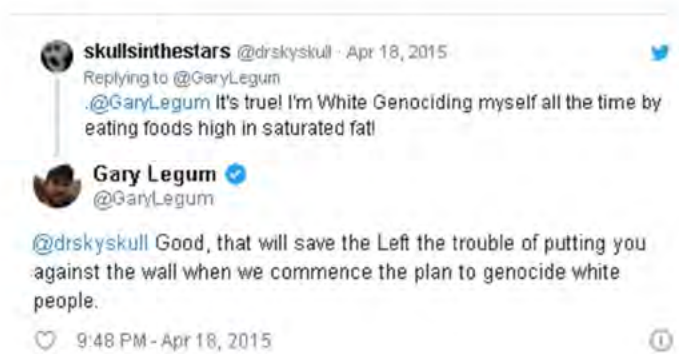 skullsinthestars @drskyskull · Apr 18, 2015
Replying to @GaryLegum
.@GaryLegum It's true! I'm White Genociding myself all the time by
eating foods high in saturated fat!
Gary Legum
@GaryLegum
@drskyskull Good, that will save the Left the trouble of putting you
against the wall when we commence the plan to genocide white
people.
9:48 PM - Apr 18, 2015